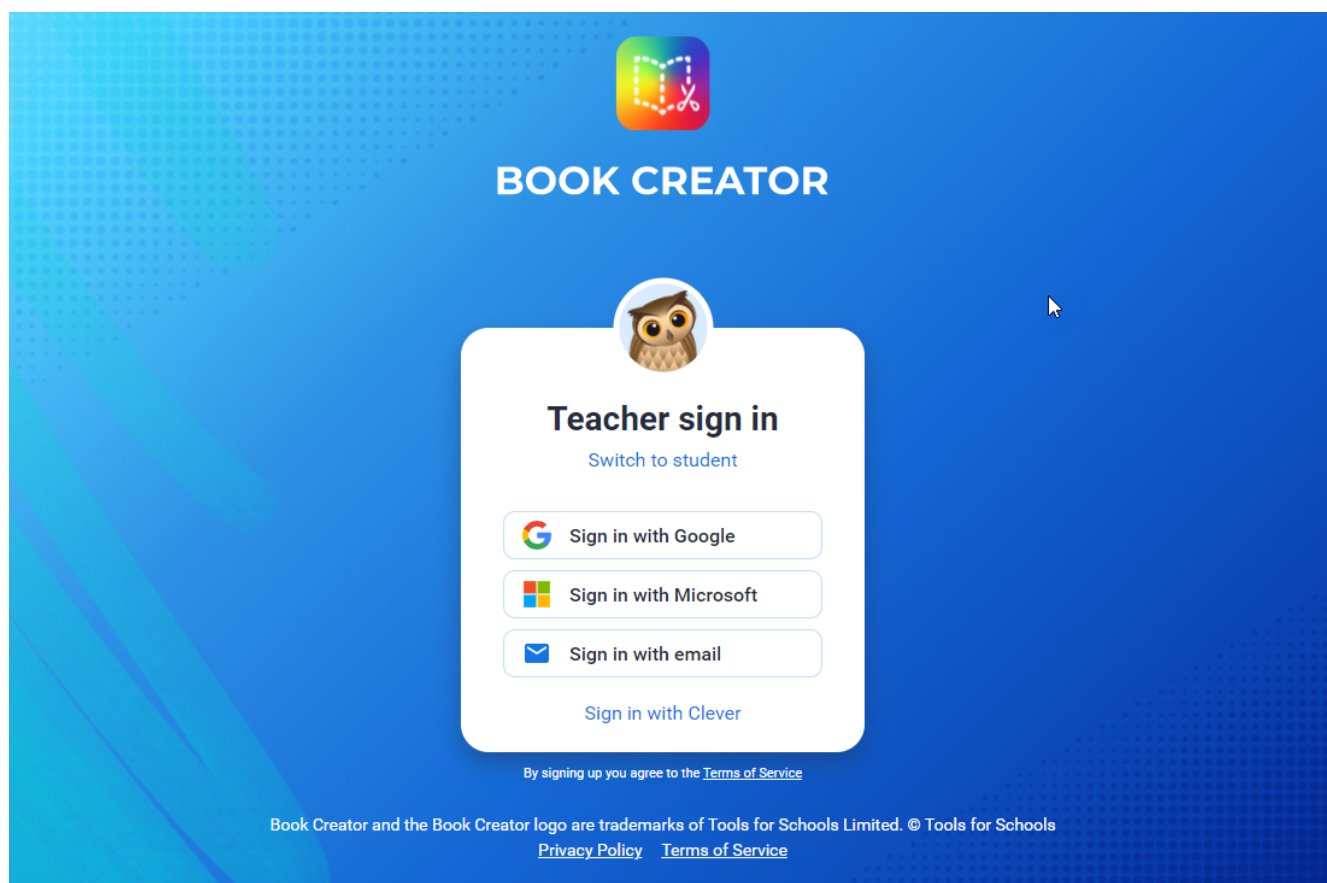 BOOK CREATOR
Teacher sign in
Switch to student
Sign in with Google
Sign in with Microsoft
Sign in with email
Sign in with Clever
By signing up you agree to the Terms of Service
Book Creator and the Book Creator logo are trademarks of Tools for Schools Limited. © Tools for Schools
Privacy Policy Terms of Service